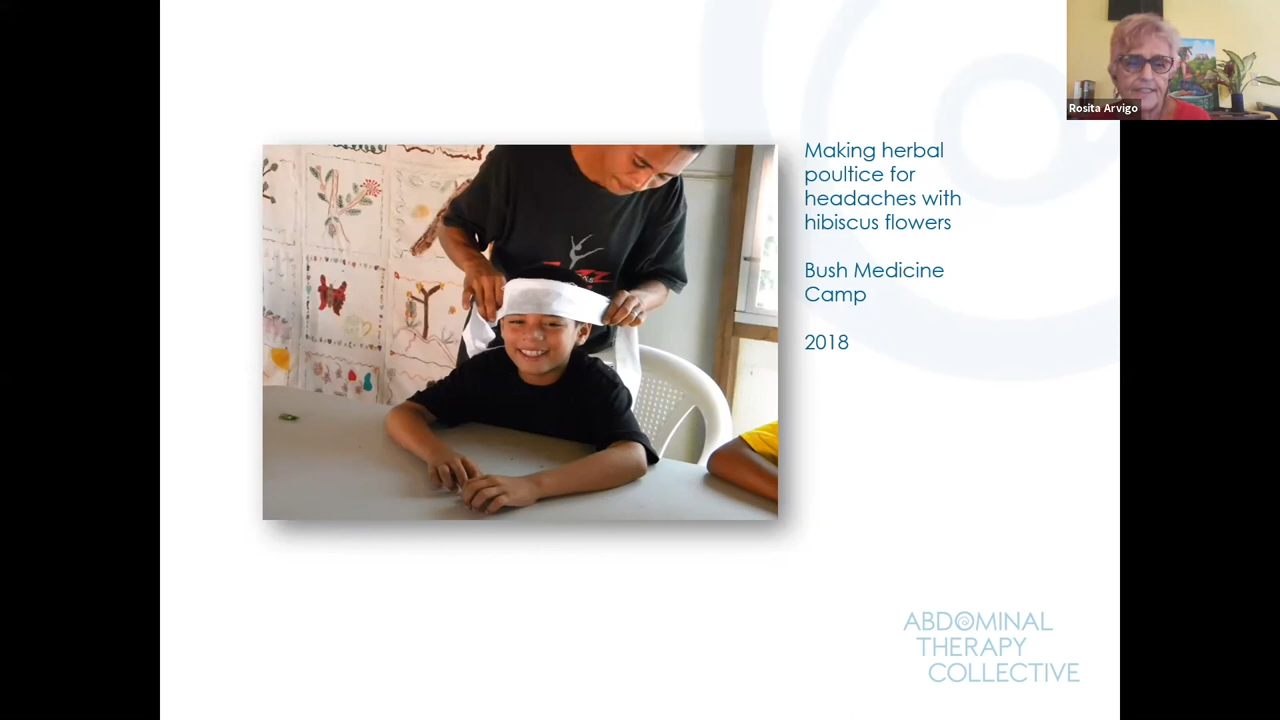 Rosita Arvigo
Making herbal
poultice for
headaches with
hibiscus flowers
Bush Medicine
Camp
2018
ABDOMINAL
THERAPY
COLLECTIVE